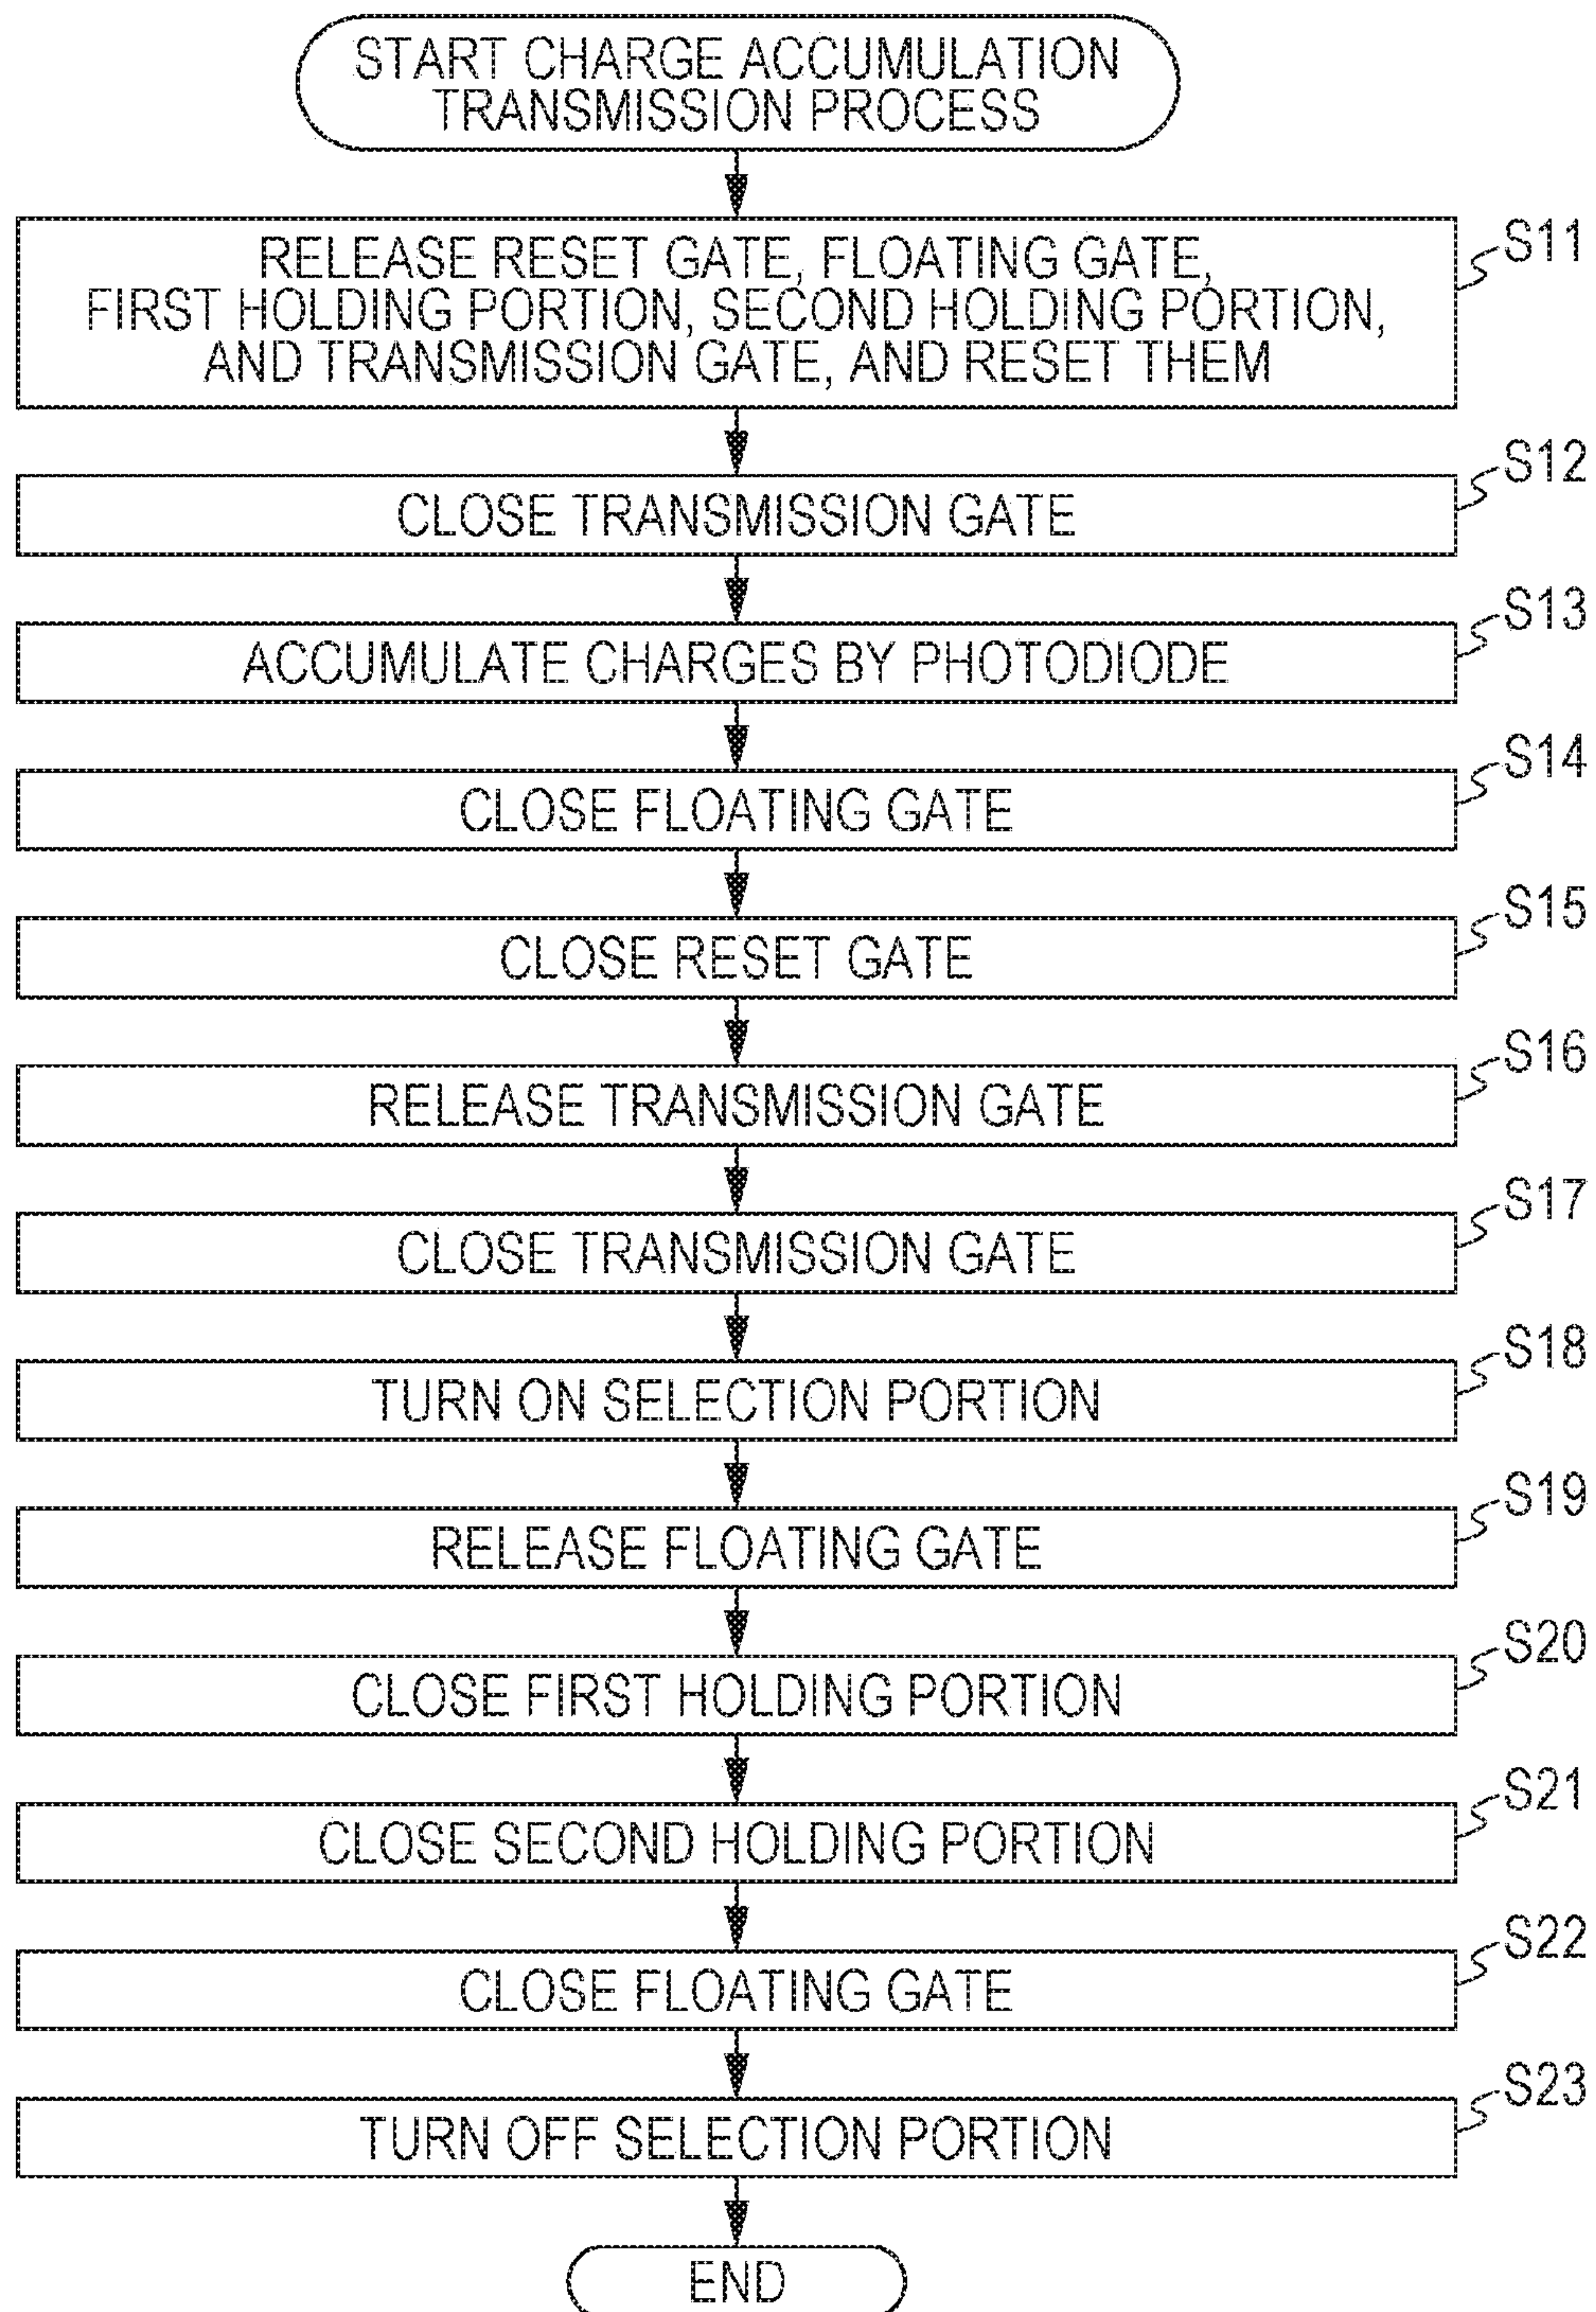 START CHARGE ACCUMULATION
TRANSMISSION PROCESS
RELEASE RESET GATE, FLOATING GATE,
FIRST HOLDING PORTION, SECOND HOLDING PORTION,
AND TRANSMISSION GATE, AND RESET THEM
S11
CLOSE TRANSMISSION GATE
S12
ACCUMULATE CHARGES BY PHOTODIODE
S13
CLOSE FLOATING GATE
S14
CLOSE RESET GATE
S15
RELEASE TRANSMISSION GATE
S16
CLOSE TRANSMISSION GATE
S17
TURN ON SELECTION PORTION
S18
RELEASE FLOATING GATE
S19
CLOSE FIRST HOLDING PORTION
S20
CLOSE SECOND HOLDING PORTION
S21
CLOSE FLOATING GATE
S22
TURN OFF SELECTION PORTION
S23
END